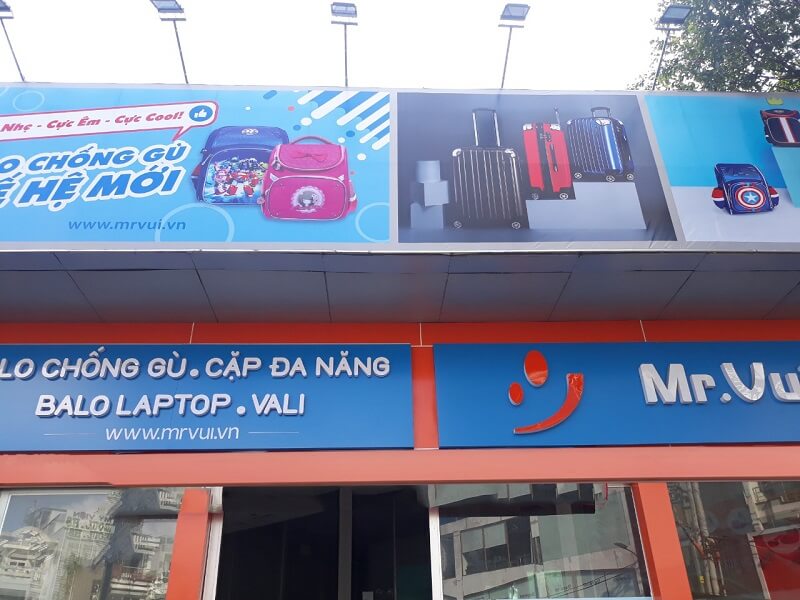 Nhẹ - Cực Êm - Cực Cool!
LO CHỐNG GÙ
Ế HỆ MỚI
www.mrvui.vn
LO CHỐNG GÙ . CẶP ĐA NĂNG
BALO LAPTOP . VALI
www.mrvui.vn
Mr.Vui